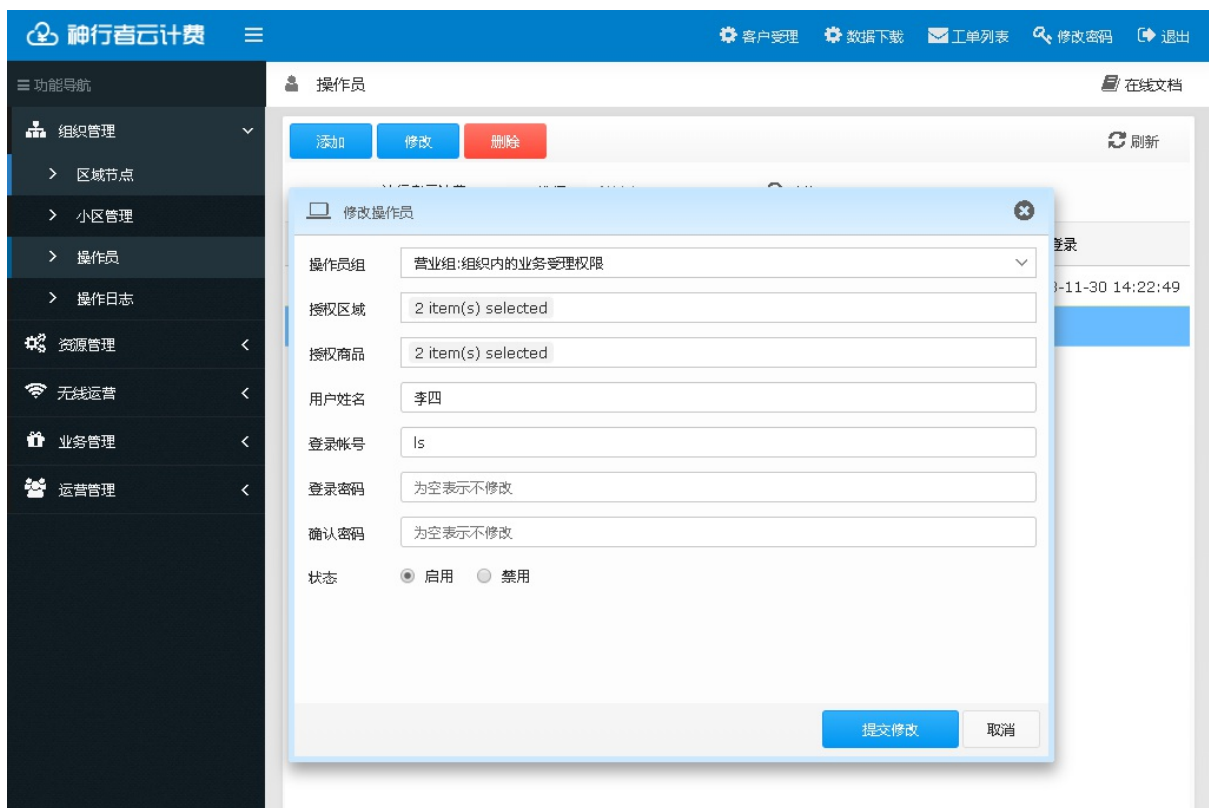 神行者云计费
客户受理 数据下载 工单列表 修改密码 退出
功能导航
操作员 在线文档
组织管理
区域节点
小区管理
操作员
操作日志
资源管理
无线运营
业务管理
运营管理
添加 修改 删除 刷新
修改操作员
登录
-11-30 14:22:49
操作员组 营业组:组织内的业务受理权限
授权区域 2 item(s) selected
授权商品 2 item(s) selected
用户姓名 李四
登录帐号 ls
登录密码 为空表示不修改
确认密码 为空表示不修改
状态 启用 禁用
提交修改 取消